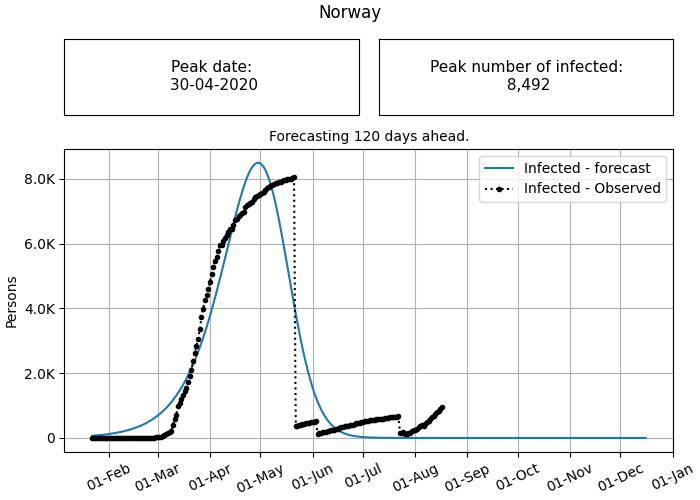 Norway
Peak date:
30-04-2020
Peak number of infected:
8,492
Forecasting 120 days ahead.
Infected - forecast
Infected - Observed
8.0K
6.0K
4.0K
2.0K
0
Persons
01-Feb
01-Mar
01-Apr
01-May
01-Jun
01-Jul
01-Aug
01-Sep
01-Oct
01-Nov
01-Dec
01-Jan